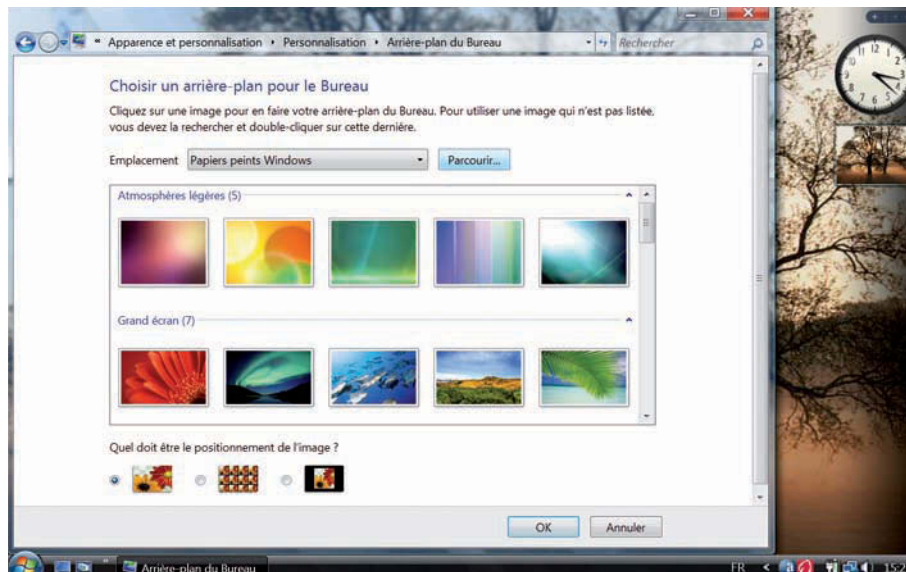 Apparence et personnalisation Personnalisation Arrière-plan du Bureau Rechercher
Choisir un arrière-plan pour le Bureau
Cliquez sur une image pour en faire votre arrière-plan du Bureau. Pour utiliser une image qui n'est pas listée,
vous devez la rechercher et double-cliquer sur cette dernière.
Emplacement Papiers peints Windows Parcourir...
Atmosphères légères (5)
Grand écran (7)
Quel doit être le positionnement de l'image ?
OK Annuler
Arrière-plan du Bureau FR